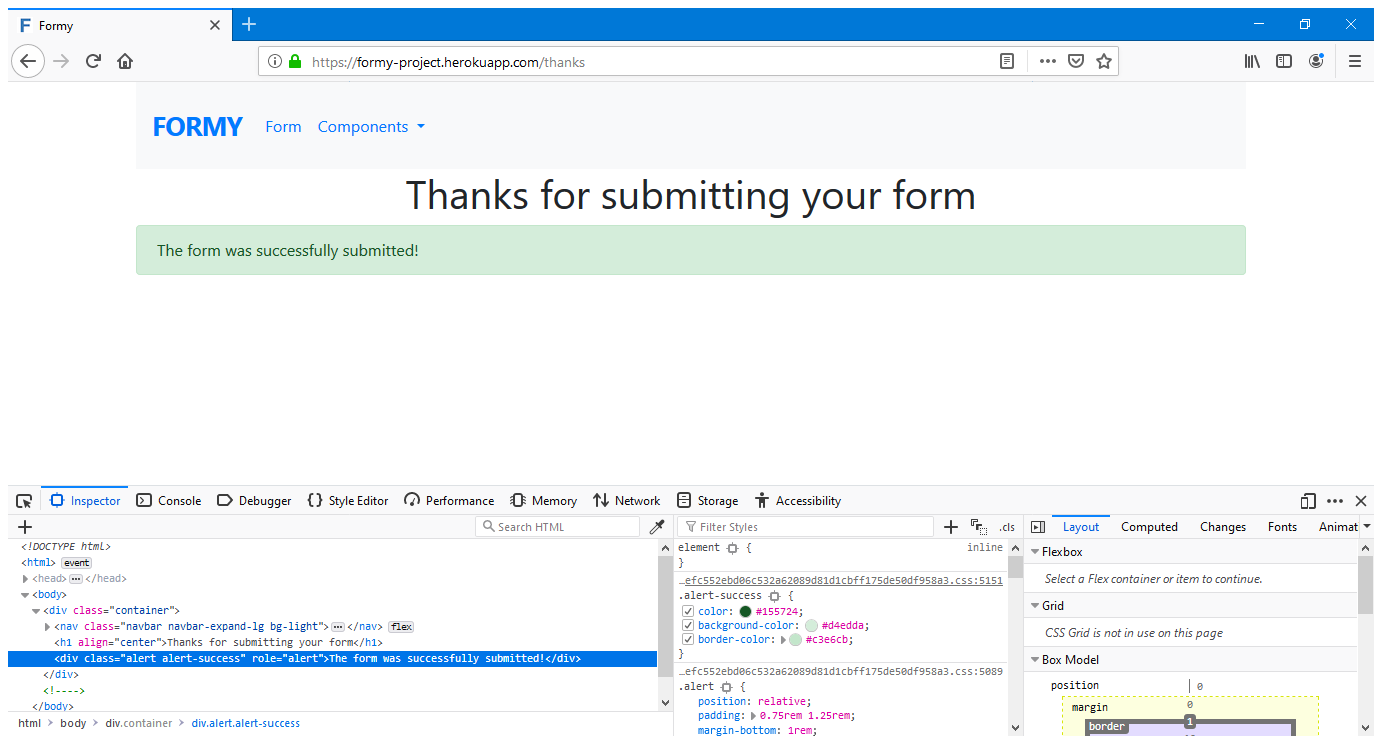 Formy
https://formy-project.herokuapp.com/thanks
FORMY Form Components
Thanks for submitting your form
The form was successfully submitted!
Inspector Console Debugger Style Editor Performance Memory Network Storage Accessibility
Search HTML
<!DOCTYPE html>
<html> event
<head>···</head>
<body>
<div class="container">
<nav class="navbar navbar-expand-lg bg-light">···</nav> flex
<h1 align="center">Thanks for submitting your form</h1>
<div class="alert alert-success" role="alert">The form was successfully submitted!</div>
</div>
<!---->
</body>
html > body > div.container > div.alert.alert-success
Filter Styles + .cls
element { inline
}
…efc552ebd06c532a62089d81d1cbff175de50df958a3.css:5151
.alert-success {
color: #155724;
background-color: #d4edda;
border-color: #c3e6cb;
}
…efc552ebd06c532a62089d81d1cbff175de50df958a3.css:5089
.alert {
position: relative;
padding: 0.75rem 1.25rem;
margin-bottom: 1rem;
Layout Computed Changes Fonts Animat
Flexbox
Select a Flex container or item to continue.
Grid
CSS Grid is not in use on this page
Box Model
position 0
margin 0
border 1